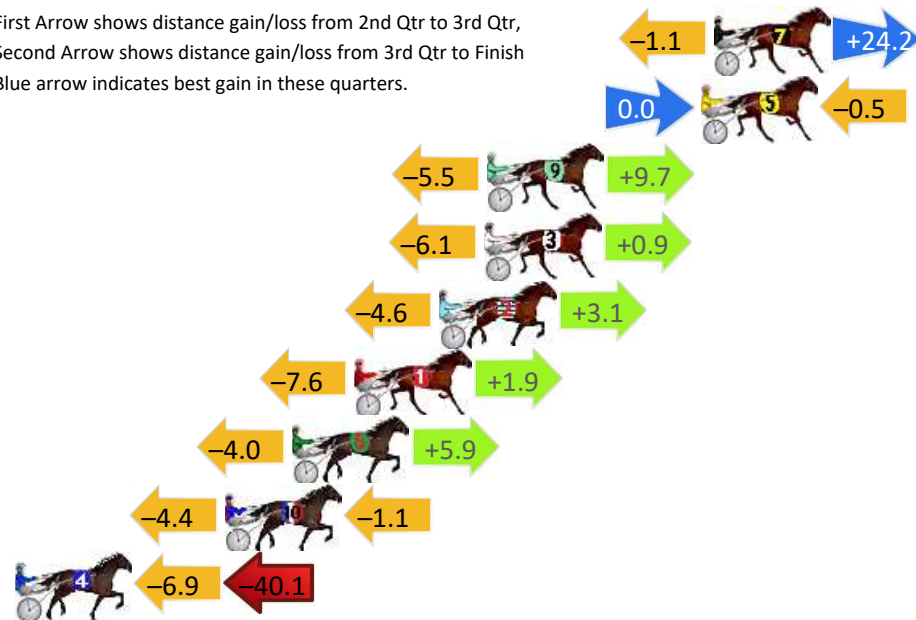 First Arrow shows distance gain/loss from 2nd Qtr to 3rd Qtr,
Second Arrow shows distance gain/loss from 3rd Qtr to Finish
Blue arrow indicates best gain in these quarters.
–1.1 7 +24.2
0.0 5 –0.5
–5.5 9 +9.7
–6.1 3 +0.9
–4.6 2 +3.1
–7.6 1 +1.9
–4.0 +5.9
–4.4 10 –1.1
4 –6.9 –40.1